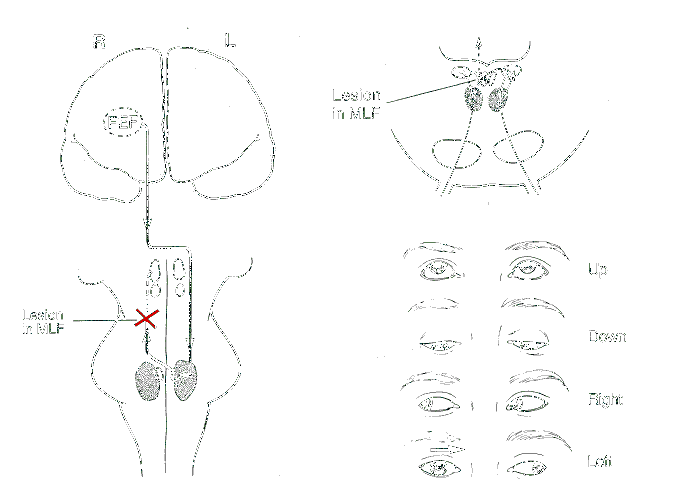 R L
FEF
Lesion
in MLF
Lesion
in MLF
Up
Down
Right
Left